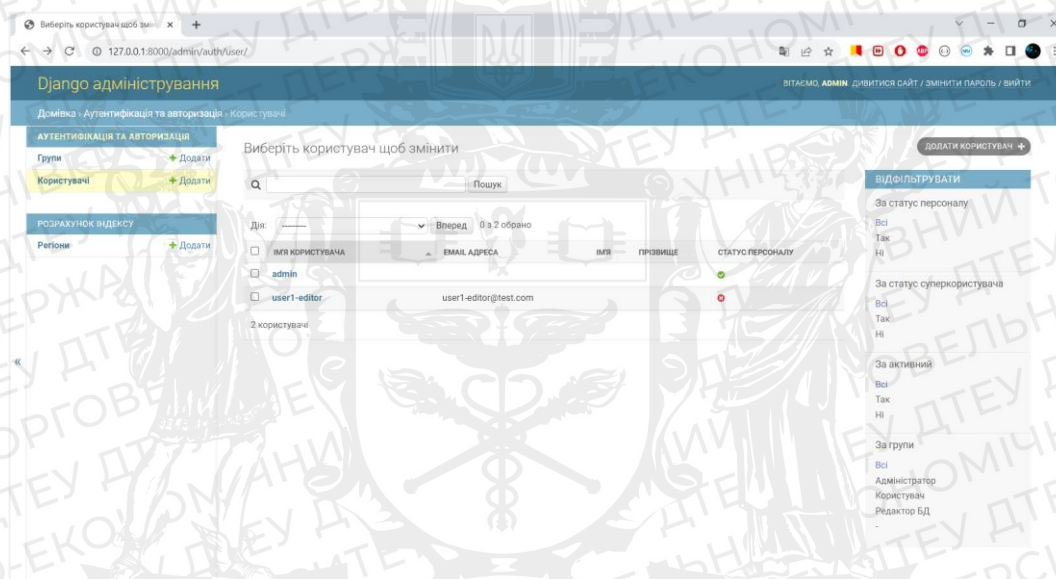 Виберіть користувач щоб змі
127.0.0.1:8000/admin/auth/user/
Django адміністрування
ВІТАЄМО, ADMIN. ДИВИТИСЯ САЙТ / ЗМІНИТИ ПАРОЛЬ / ВИЙТИ
Домівка › Аутентифікація та авторизація › Користувачі
АУТЕНТИФІКАЦІЯ ТА АВТОРИЗАЦІЯ
Групи + Додати
Користувачі + Додати
РОЗРАХУНОК ІНДЕКСУ
Регіони + Додати
Виберіть користувач щоб змінити
ДОДАТИ КОРИСТУВАЧ +
Пошук
Дія: --------- Вперед 0 з 2 обрано
ІМ'Я КОРИСТУВАЧА EMAIL АДРЕСА ІМ'Я ПРІЗВИЩЕ СТАТУС ПЕРСОНАЛУ
admin
user1-editor user1-editor@test.com
2 користувачі
ВІДФІЛЬТРУВАТИ
За статус персоналу
Всі
Так
Ні
За статус суперкористувача
Всі
Так
Ні
За активний
Всі
Так
Ні
За групи
Всі
Адміністратор
Користувач
Редактор БД
-